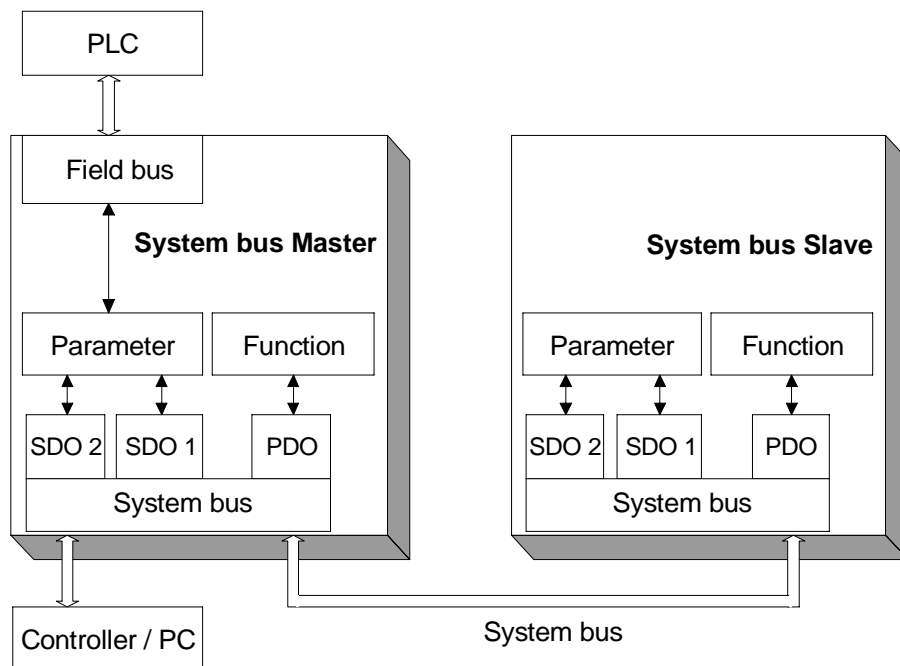 PLC
Field bus
System bus Master
Parameter
Function
SDO 2
SDO 1
PDO
System bus
Controller / PC
System bus Slave
Parameter
Function
SDO 2
SDO 1
PDO
System bus
System bus